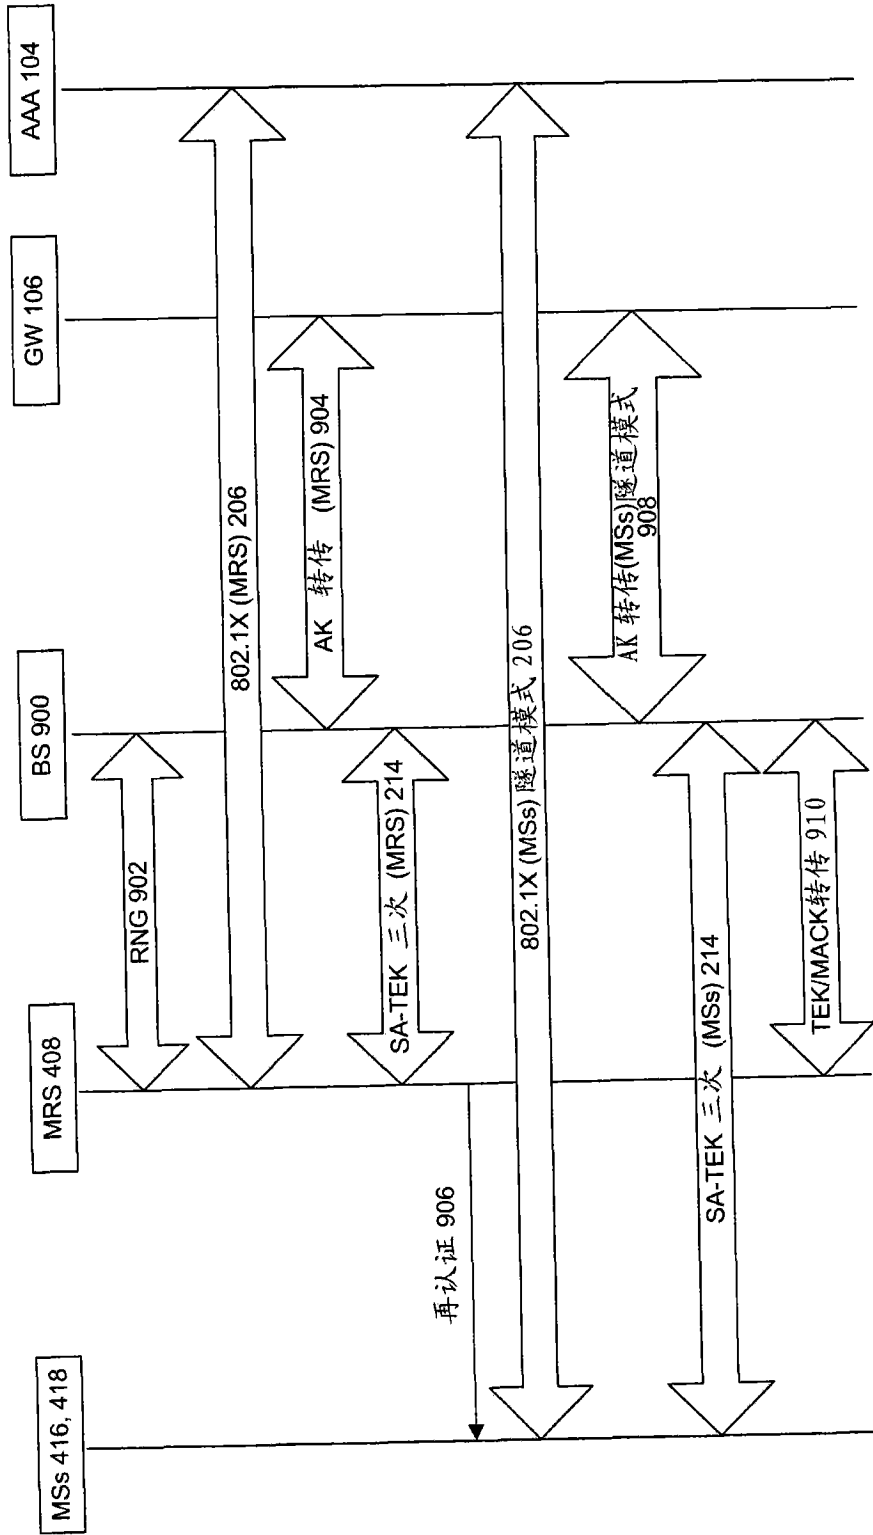 MSs 416, 418
MRS 408
BS 900
GW 106
AAA 104
RNG 902
802.1X (MRS) 206
AK 转传 (MRS) 904
SA-TEK 三次 (MRS) 214
再认证 906
802.1X (MSs) 隧道模式 206
AK 转传(MSs)隧道模式
908
SA-TEK 三次 (MSs) 214
TEK/MACK转传 910